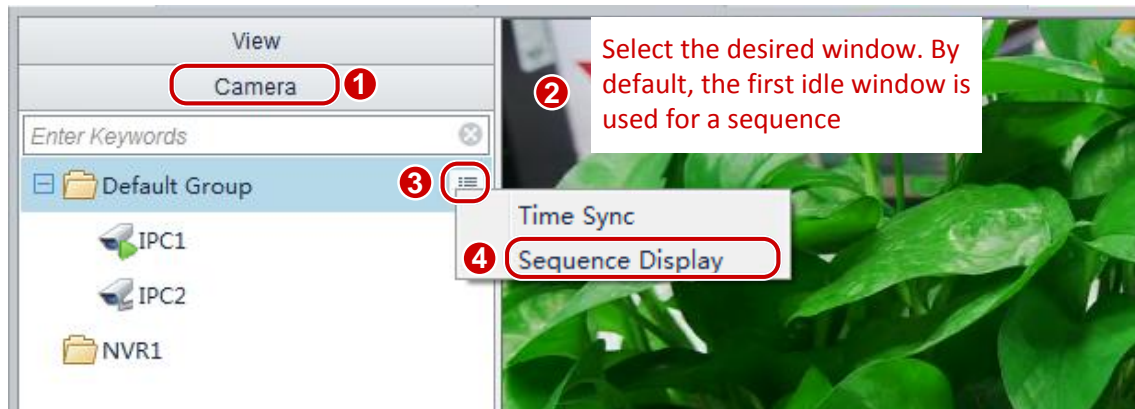 View
Camera
1
Enter Keywords
Default Group
3
IPC1
IPC2
NVR1
2
Select the desired window. By
default, the first idle window is
used for a sequence
Time Sync
4
Sequence Display